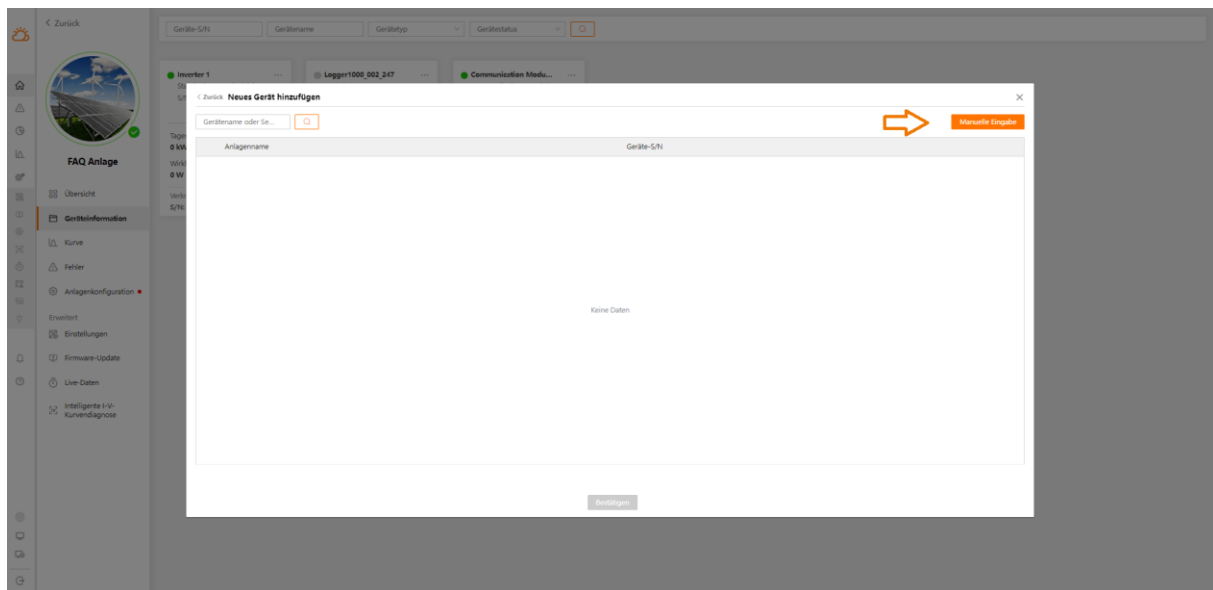 Zurück
Geräte-S/N
Gerätename
Gerätetyp
Gerätestatus
Inverter 1 ...
Logger1000_002_247 ...
Communication Modu... ...
Zurück Neues Gerät hinzufügen
Gerätename oder Se...
Manuelle Eingabe
Anlagenname
Geräte-S/N
0 W
S/N:
FAQ Anlage
Übersicht
Geräteinformation
Kurve
Fehler
Anlagenkonfiguration
Erweitert
Einstellungen
Firmware-Update
Live-Daten
Intelligente I-V-
Kurvendiagnose
Keine Daten
Bestätigen